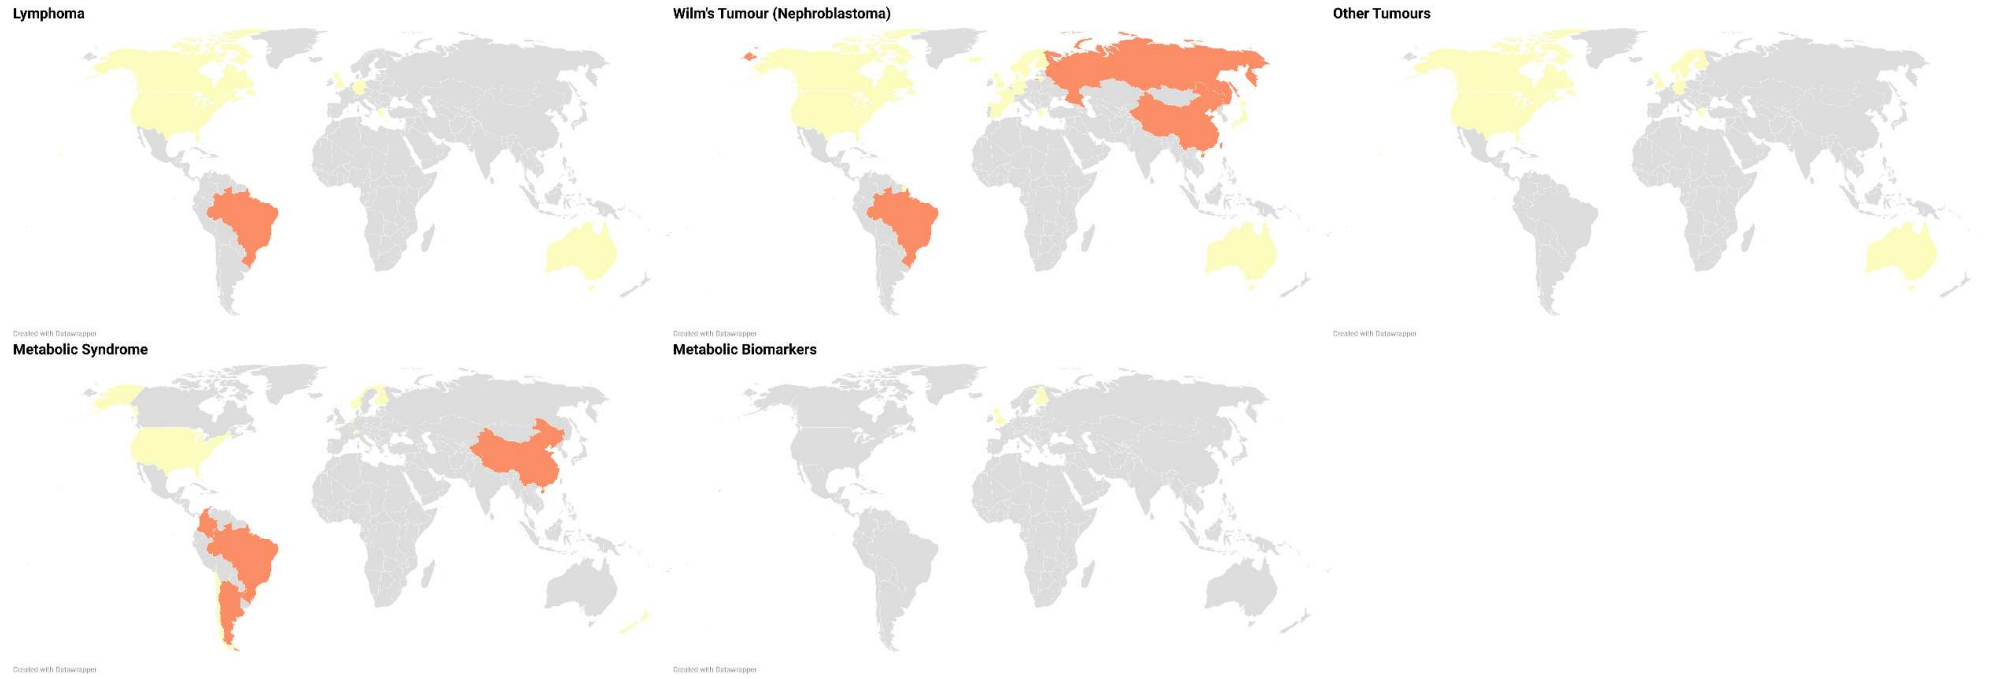 Lymphoma
Wilm's Tumour (Nephroblastoma)
Other Tumours
Created with Datawrapper
Created with Datawrapper
Created with Datawrapper
Metabolic Syndrome
Metabolic Biomarkers
Created with Datawrapper
Created with Datawrapper